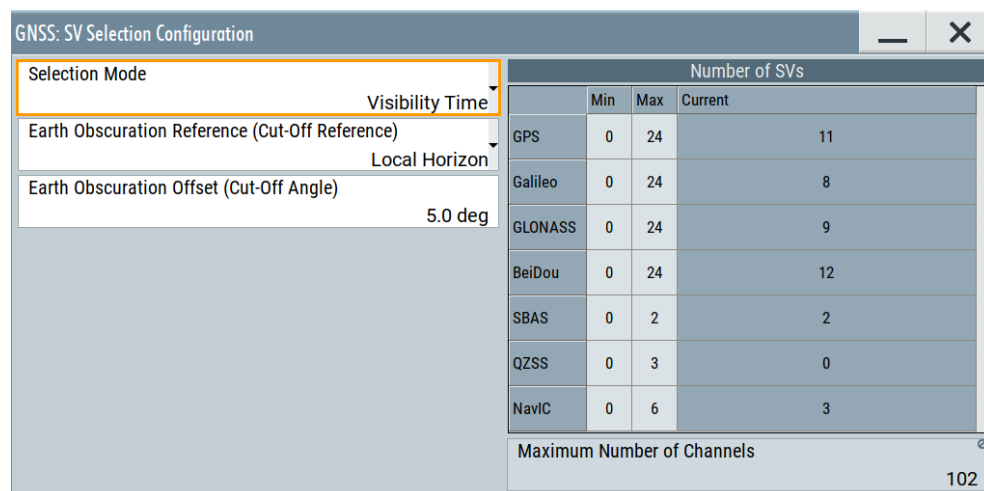 GNSS: SV Selection Configuration
Selection Mode
Visibility Time
Earth Obscuration Reference (Cut-Off Reference)
Local Horizon
Earth Obscuration Offset (Cut-Off Angle)
5.0 deg
Number of SVs
Min Max Current
GPS 0 24 11
Galileo 0 24 8
GLONASS 0 24 9
BeiDou 0 24 12
SBAS 0 2 2
QZSS 0 3 0
NavIC 0 6 3
Maximum Number of Channels
102